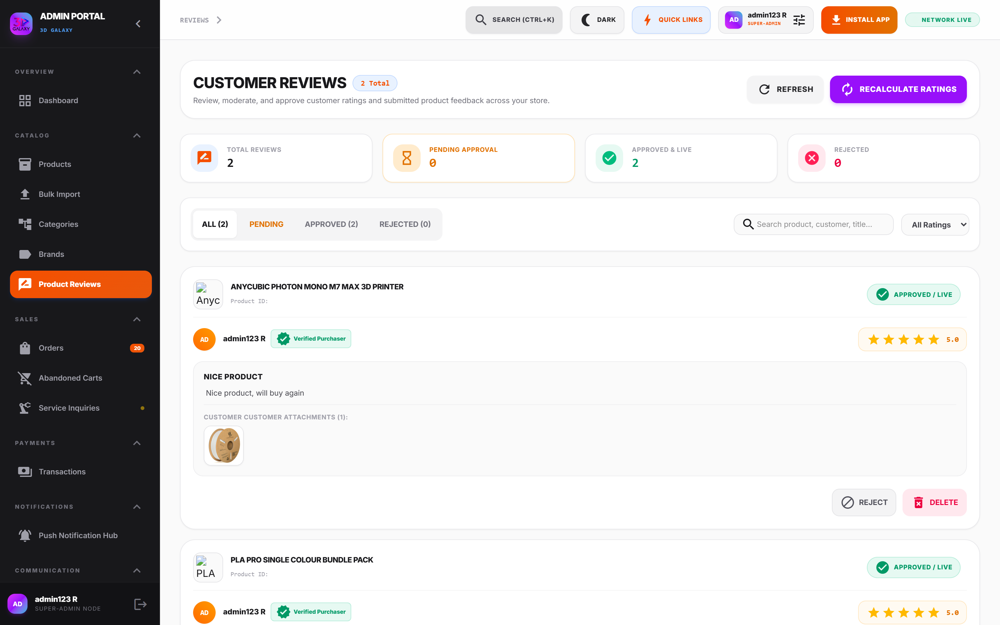 ADMIN PORTAL
3D GALAXY
3D GALAXY
OVERVIEW
Dashboard
CATALOG
Products
Bulk Import
Categories
Brands
Product Reviews
SALES
Orders
20
Abandoned Carts
Service Inquiries
PAYMENTS
Transactions
NOTIFICATIONS
Push Notification Hub
COMMUNICATION
AD
admin123 R
SUPER-ADMIN NODE
REVIEWS
SEARCH (CTRL+K)
DARK
QUICK LINKS
AD
admin123 R
SUPER-ADMIN
INSTALL APP
NETWORK LIVE
CUSTOMER REVIEWS
2 Total
Review, moderate, and approve customer ratings and submitted product feedback across your store.
REFRESH
RECALCULATE RATINGS
TOTAL REVIEWS
2
PENDING APPROVAL
0
APPROVED & LIVE
2
REJECTED
0
ALL (2)
PENDING
APPROVED (2)
REJECTED (0)
Search product, customer, title...
All Ratings
Anyc
ANYCUBIC PHOTON MONO M7 MAX 3D PRINTER
Product ID:
APPROVED / LIVE
AD
admin123 R
Verified Purchaser
5.0
NICE PRODUCT
Nice product, will buy again
CUSTOMER CUSTOMER ATTACHMENTS (1):
REJECT
DELETE
PLA
PLA PRO SINGLE COLOUR BUNDLE PACK
Product ID:
APPROVED / LIVE
AD
admin123 R
Verified Purchaser
5.0